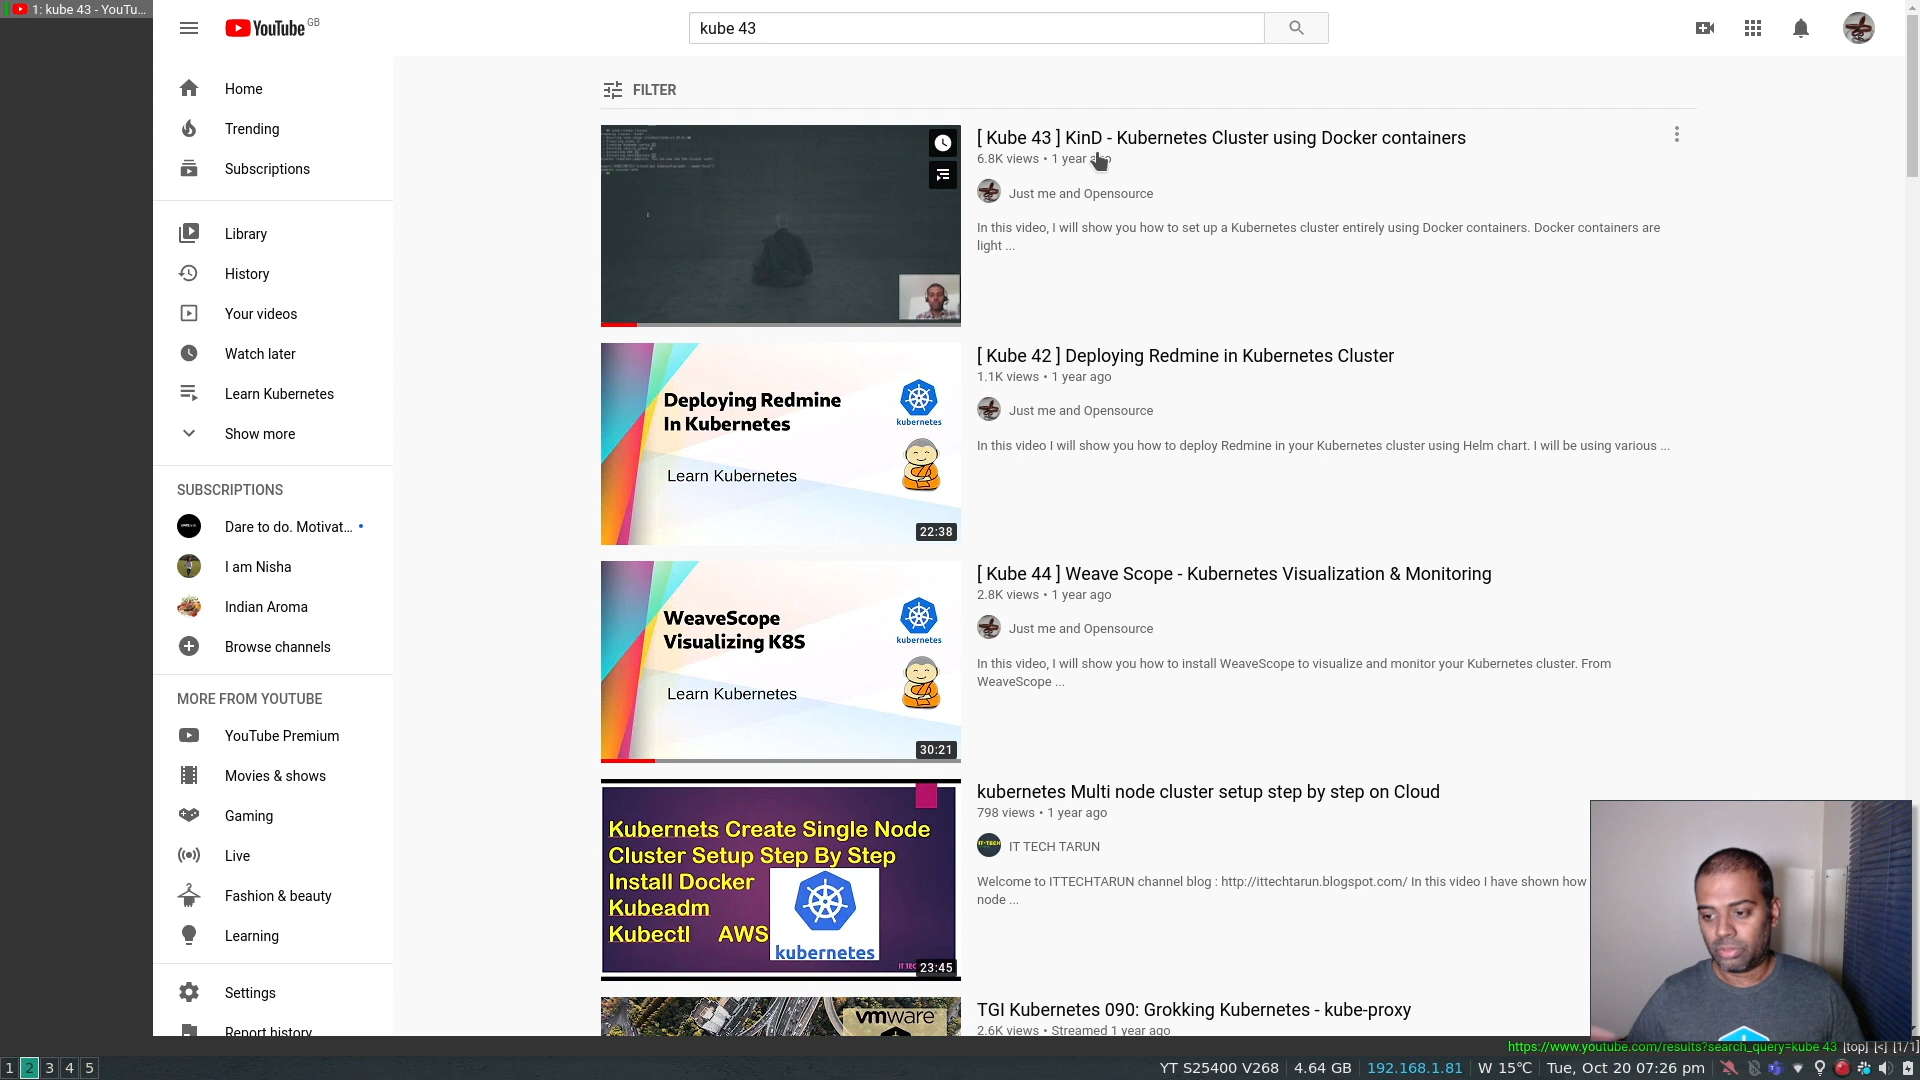 1: kube 43 - YouTu...
YouTube GB
kube 43
Home
Trending
Subscriptions
Library
History
Your videos
Watch later
Learn Kubernetes
Show more
SUBSCRIPTIONS
Dare to do. Motivat...
I am Nisha
Indian Aroma
Browse channels
MORE FROM YOUTUBE
YouTube Premium
Movies & shows
Gaming
Live
Fashion & beauty
Learning
Settings
Report history
FILTER
[ Kube 43 ] KinD - Kubernetes Cluster using Docker containers
6.8K views • 1 year ago
Just me and Opensource
In this video, I will show you how to set up a Kubernetes cluster entirely using Docker containers. Docker containers are
light ...
Deploying Redmine
In Kubernetes
Learn Kubernetes
kubernetes
22:38
[ Kube 42 ] Deploying Redmine in Kubernetes Cluster
1.1K views • 1 year ago
Just me and Opensource
In this video I will show you how to deploy Redmine in your Kubernetes cluster using Helm chart. I will be using various ...
WeaveScope
Visualizing K8S
Learn Kubernetes
kubernetes
30:21
[ Kube 44 ] Weave Scope - Kubernetes Visualization & Monitoring
2.8K views • 1 year ago
Just me and Opensource
In this video, I will show you how to install WeaveScope to visualize and monitor your Kubernetes cluster. From
WeaveScope ...
Kubernets Create Single Node
Cluster Setup Step By Step
Install Docker
Kubeadm
Kubectl AWS
kubernetes
23:45
kubernetes Multi node cluster setup step by step on Cloud
798 views • 1 year ago
IT TECH TARUN
Welcome to ITTECHTARUN channel blog : http://ittechtarun.blogspot.com/ In this video I have shown how
node ...
vmware
TGI Kubernetes 090: Grokking Kubernetes - kube-proxy
2.6K views • Streamed 1 year ago
https://www.youtube.com/results?search_query=kube 43 [top] [<] [1/1]
1 2 3 4 5
YT S25400 V268 4.64 GB 192.168.1.81 W 15℃ Tue, Oct 20 07:26 pm